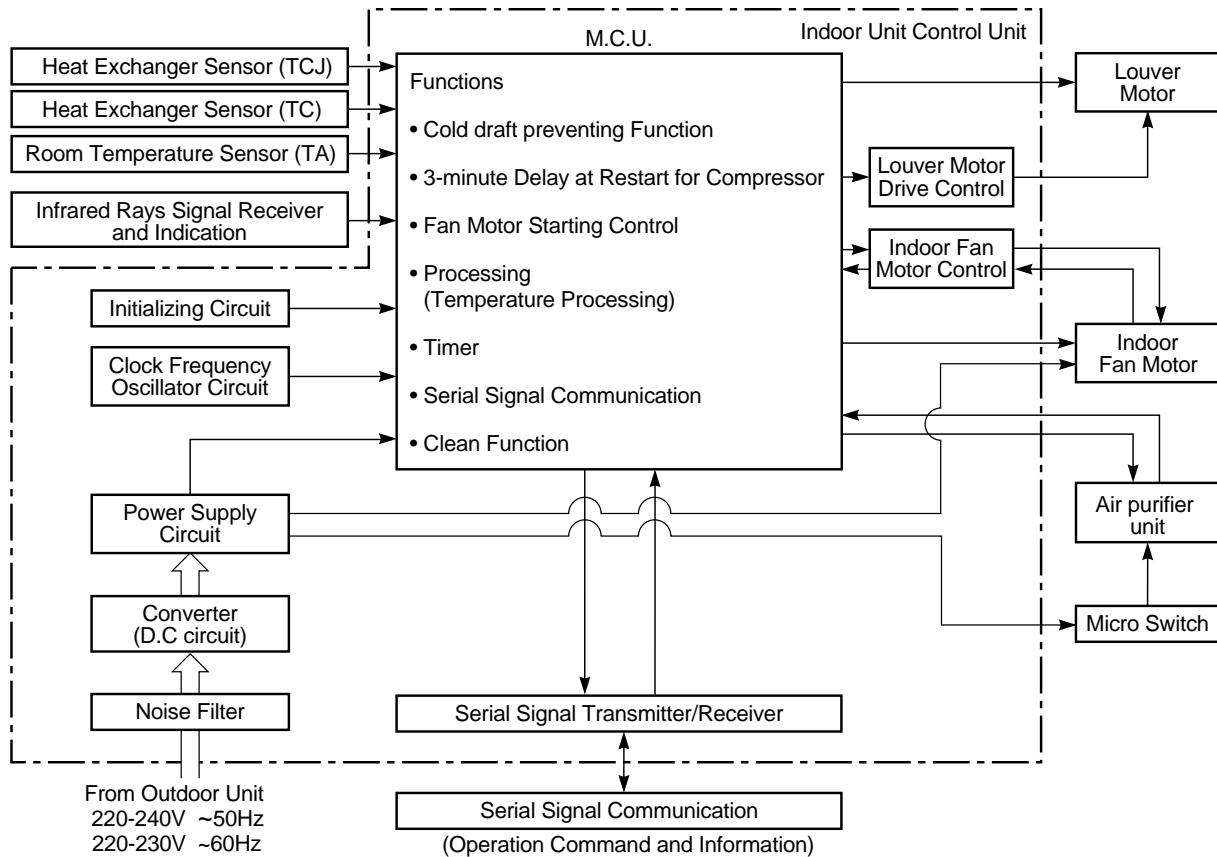 M.C.U.
Indoor Unit Control Unit
Heat Exchanger Sensor (TCJ)
Heat Exchanger Sensor (TC)
Room Temperature Sensor (TA)
Infrared Rays Signal Receiver
and Indication
Initializing Circuit
Clock Frequency
Oscillator Circuit
Power Supply
Circuit
Converter
(D.C circuit)
Noise Filter
From Outdoor Unit
220-240V ~50Hz
220-230V ~60Hz
Functions
• Cold draft preventing Function
• 3-minute Delay at Restart for Compressor
• Fan Motor Starting Control
• Processing
(Temperature Processing)
• Timer
• Serial Signal Communication
• Clean Function
Serial Signal Transmitter/Receiver
Serial Signal Communication
(Operation Command and Information)
Louver Motor
Drive Control
Indoor Fan
Motor Control
Louver
Motor
Indoor
Fan Motor
Air purifier
unit
Micro Switch